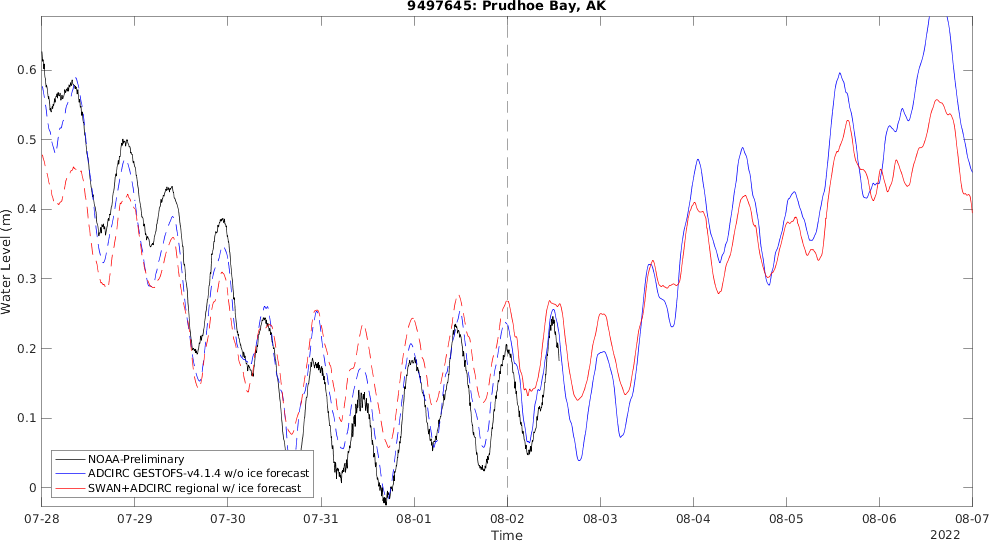 9497645: Prudhoe Bay, AK
Water Level (m)
0.6
0.5
0.4
0.3
0.2
0.1
0
NOAA-Preliminary
ADCIRC GESTOFS-v4.1.4 w/o ice forecast
SWAN+ADCIRC regional w/ ice forecast
07-28 07-29 07-30 07-31 08-01 08-02 08-03 08-04 08-05 08-06 08-07
Time
2022